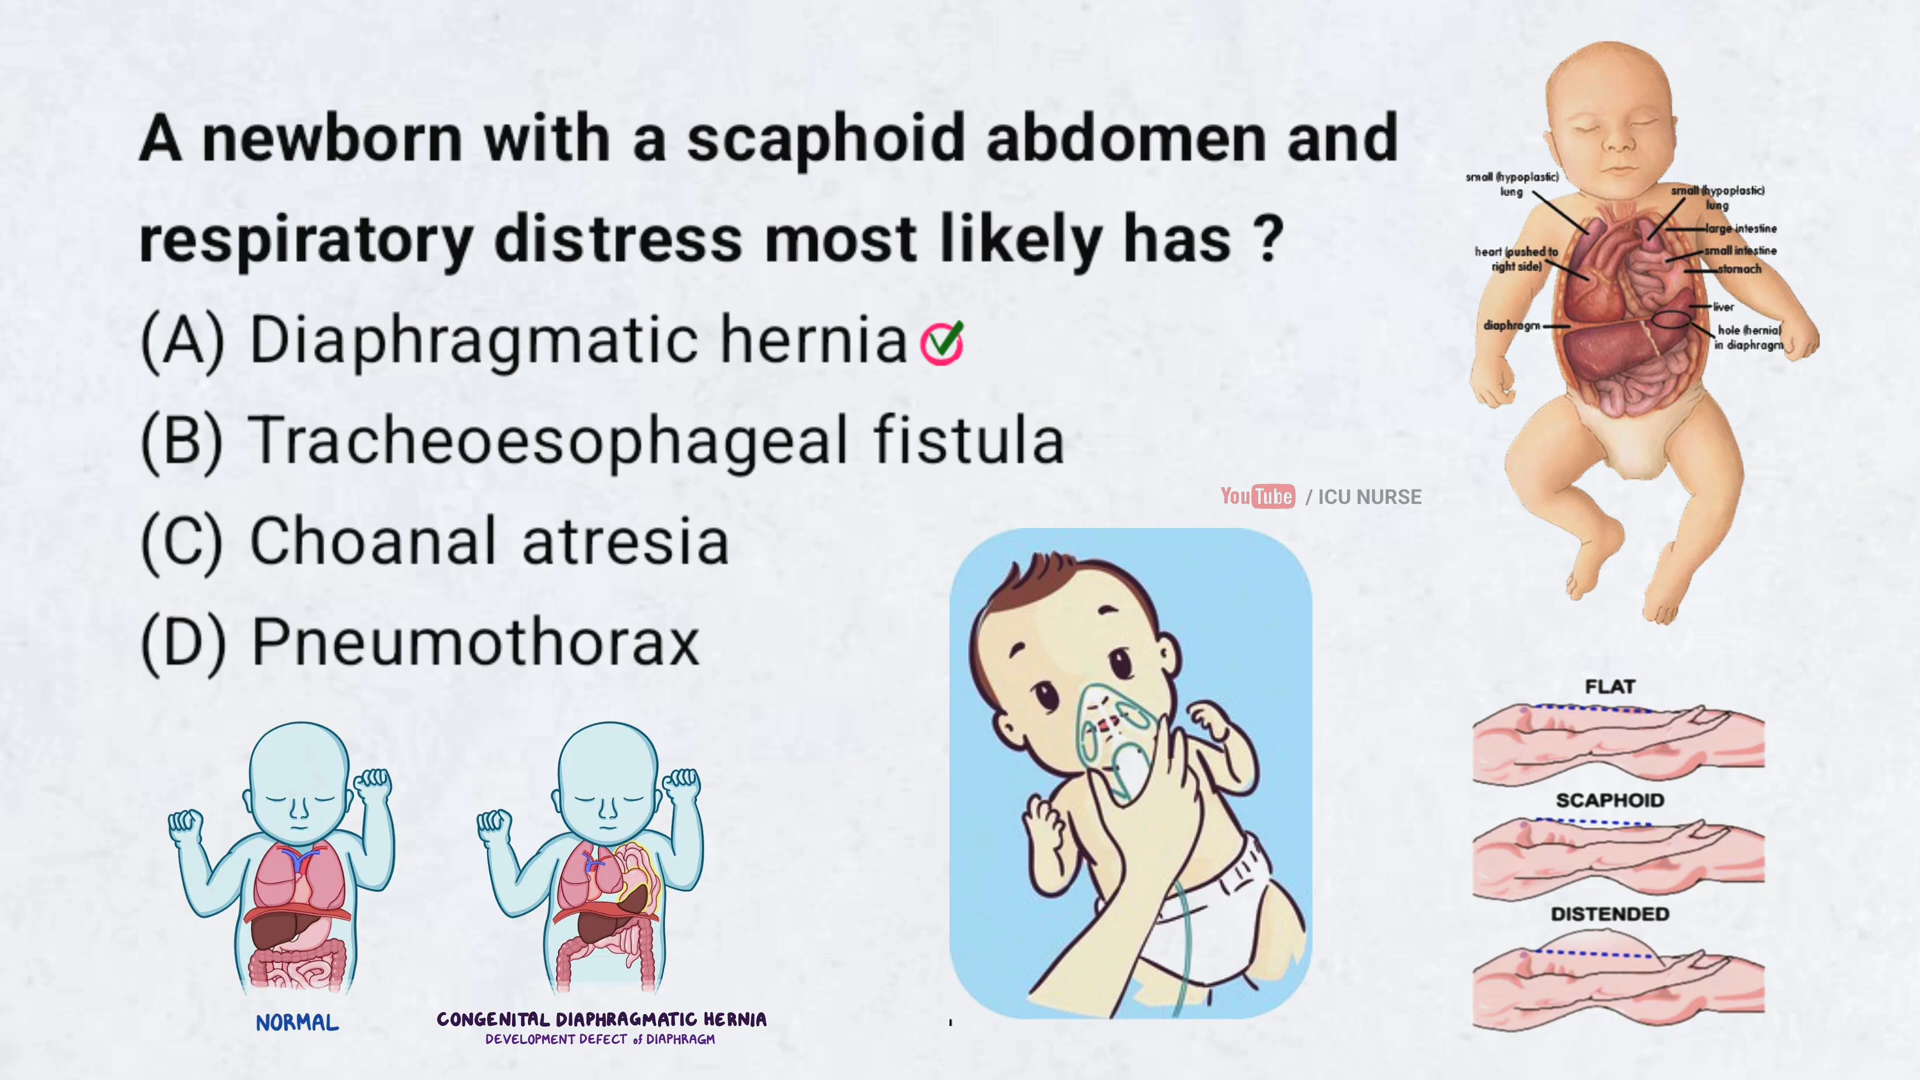 A newborn with a scaphoid abdomen and
respiratory distress most likely has ?
(A) Diaphragmatic hernia
(B) Tracheoesophageal fistula
(C) Choanal atresia
(D) Pneumothorax
YouTube / ICU NURSE
small (hypoplastic)
lung
small (hypoplastic)
lung
large intestine
heart (pushed to
right side)
small intestine
stomach
liver
diaphragm
hole (hernia)
in diaphragm
FLAT
SCAPHOID
DISTENDED
NORMAL
CONGENITAL DIAPHRAGMATIC HERNIA
DEVELOPMENT DEFECT of DIAPHRAGM